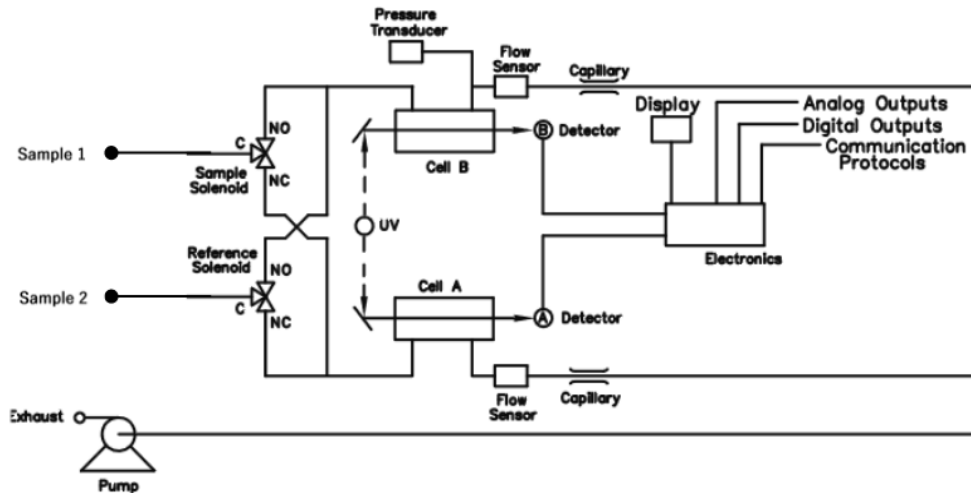 Pressure
Transducer
Flow
Sensor
Capillary
Display
Analog Outputs
Digital Outputs
Communication
Protocols
NO
C
Sample 1
Sample
Solenoid
NC
B
Detector
Cell B
UV
Reference
Solenoid
NO
Electronics
Cell A
Sample 2
C
NC
A
Detector
Flow
Sensor
Capillary
Exhaust
Pump